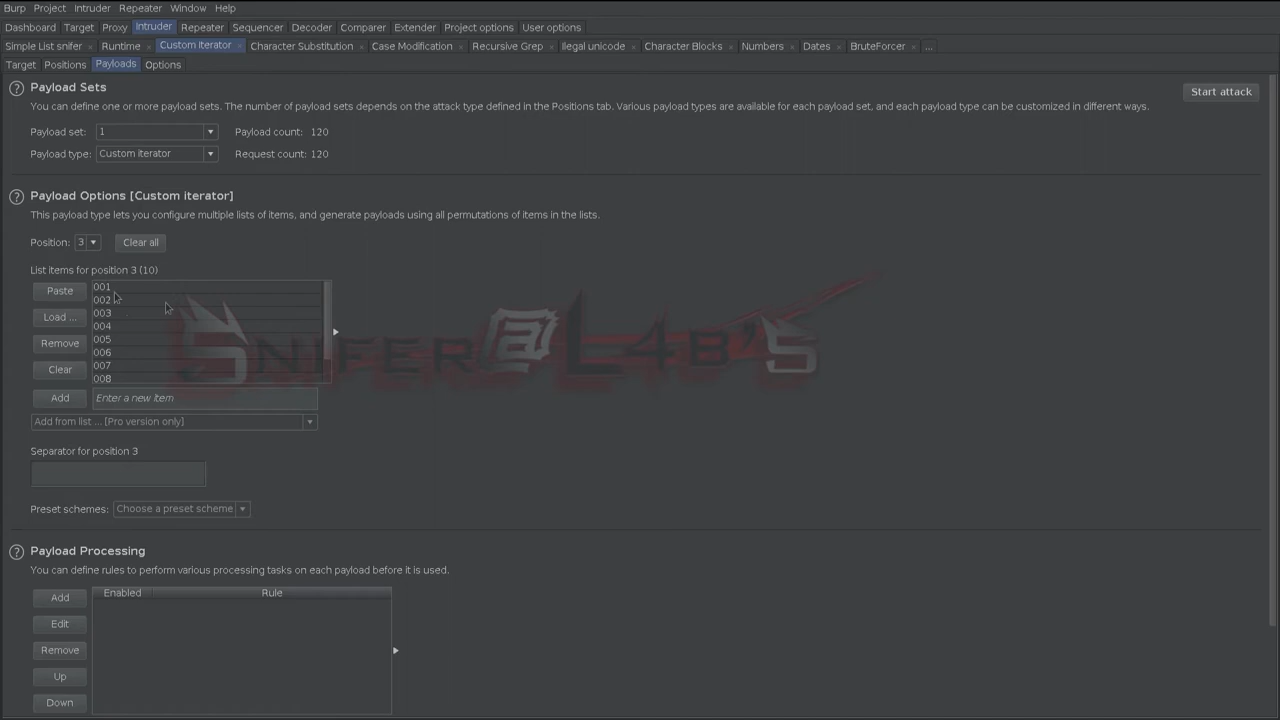 Burp Project Intruder Repeater Window Help
Dashboard Target Proxy Intruder Repeater Sequencer Decoder Comparer Extender Project options User options
Simple List snifer × Runtime × Custom iterator × Character Substitution × Case Modification × Recursive Grep × Ilegal unicode × Character Blocks × Numbers × Dates × BruteForcer × ...
Target Positions Payloads Options
? Payload Sets
Start attack
You can define one or more payload sets. The number of payload sets depends on the attack type defined in the Positions tab. Various payload types are available for each payload set, and each payload type can be customized in different ways.
Payload set: 1 Payload count: 120
Payload type: Custom iterator Request count: 120
? Payload Options [Custom iterator]
This payload type lets you configure multiple lists of items, and generate payloads using all permutations of items in the lists.
Position: 3 Clear all
List items for position 3 (10)
Paste
Load ...
Remove
Clear
001
002
003
004
005
006
007
008
SNIFER@L4B'S
Add Enter a new item
Add from list ... [Pro version only]
Separator for position 3
Preset schemes: Choose a preset scheme
? Payload Processing
You can define rules to perform various processing tasks on each payload before it is used.
Add
Edit
Remove
Up
Down
Enabled Rule